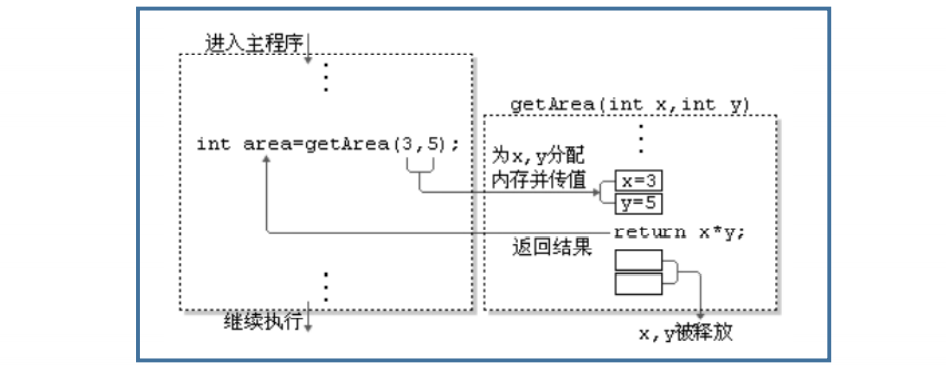 进入主程序
getArea(int x,int y)
int area=getArea(3,5);
为x,y分配
内存并传值
x=3
y=5
return x*y;
返回结果
继续执行
x,y被释放